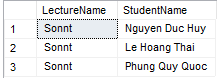 LectureName StudentName
1 Sonnt Nguyen Duc Huy
2 Sonnt Le Hoang Thai
3 Sonnt Phung Quy Quoc